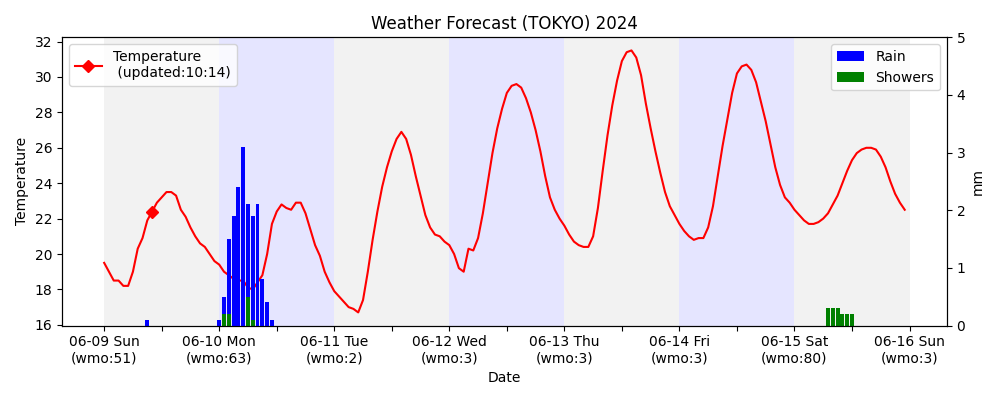 Weather Forecast (TOKYO) 2024
Temperature
(updated:10:14)
Rain
Showers
32
30
28
26
24
22
20
18
16
Temperature
5
4
3
2
1
0
mm
06-09 Sun
(wmo:51)
06-10 Mon
(wmo:63)
06-11 Tue
(wmo:2)
06-12 Wed
(wmo:3)
06-13 Thu
(wmo:3)
06-14 Fri
(wmo:3)
06-15 Sat
(wmo:80)
06-16 Sun
(wmo:3)
Date